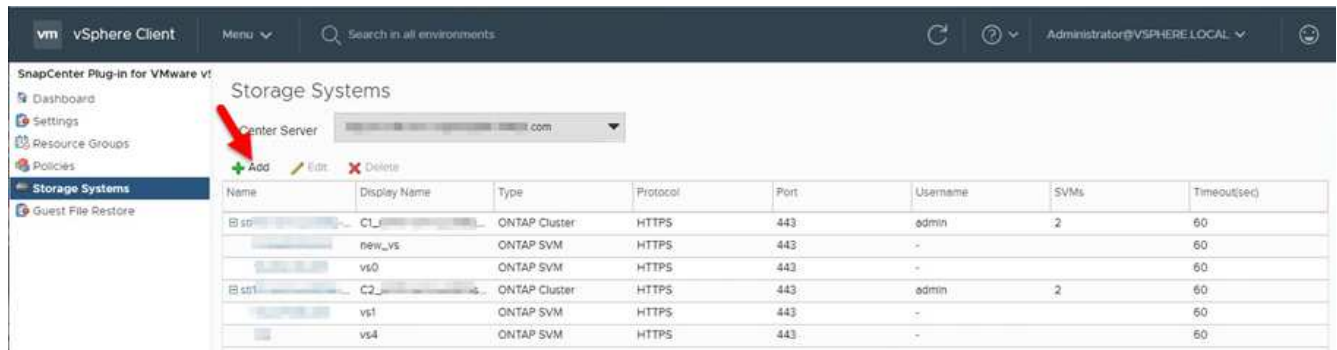 vm vSphere Client Menu Search in all environments Administrator@VSPHERE.LOCAL
SnapCenter Plug-in for VMware vS
Dashboard
Settings
Resource Groups
Policies
Storage Systems
Guest File Restore
Storage Systems
Center Server com
Add Edit Delete
Name Display Name Type Protocol Port Username SVMs Timeout(sec)
C1_ ONTAP Cluster HTTPS 443 admin 2 60
new_vs ONTAP SVM HTTPS 443 - 60
vs0 ONTAP SVM HTTPS 443 - 60
C2_ ONTAP Cluster HTTPS 443 admin 2 60
vs1 ONTAP SVM HTTPS 443 - 60
vs4 ONTAP SVM HTTPS 443 - 60